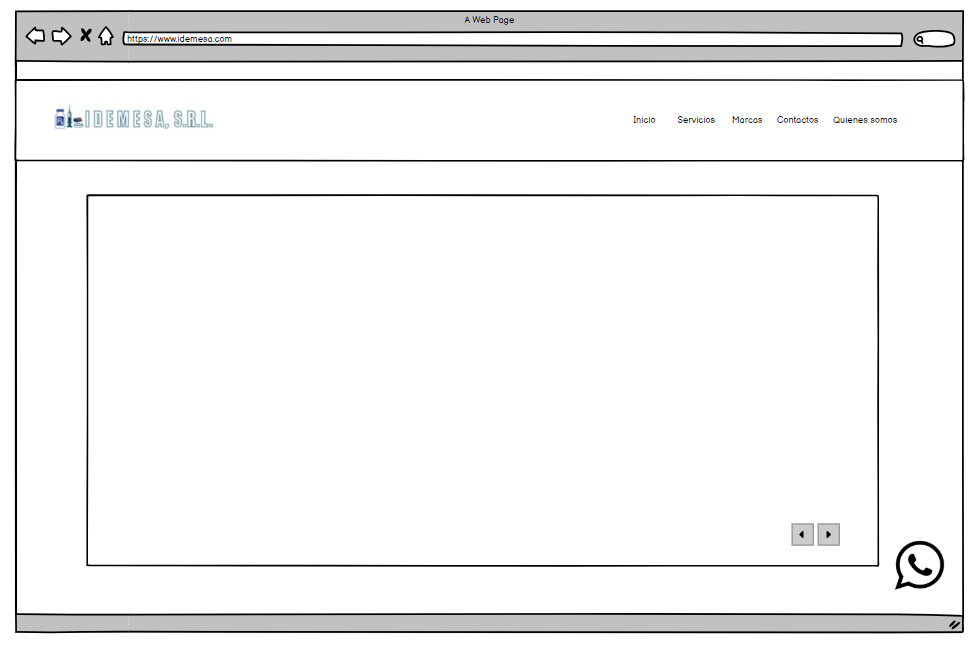 A Web Page
https://www.idemesa.com
IDEMESA, S.R.L.
Inicio Servicios Marcas Contactos Quienes somos